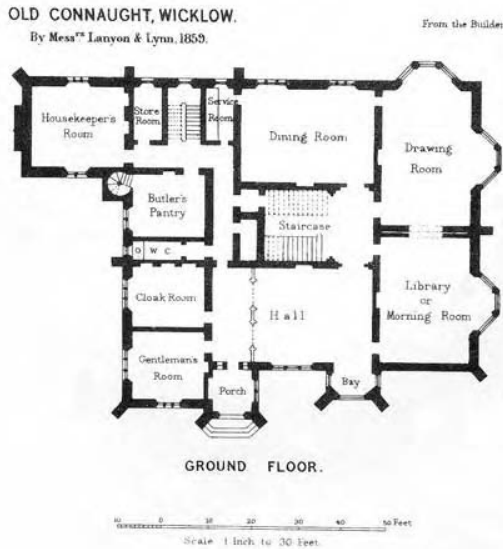 OLD CONNAUGHT, WICKLOW.
From the Builder
By Messrs Lanyon & Lynn, 1859.
Housekeeper's
Room
Store
Room
Service
Room
Dining Room
Drawing
Room
Butler's
Pantry
Staircase
W C
Cloak Room
Hall
Library
or
Morning Room
Gentleman's
Room
Porch
Bay
GROUND FLOOR.
10 0 10 20 30 40 50 Feet
Scale 1 Inch to 30 Feet.